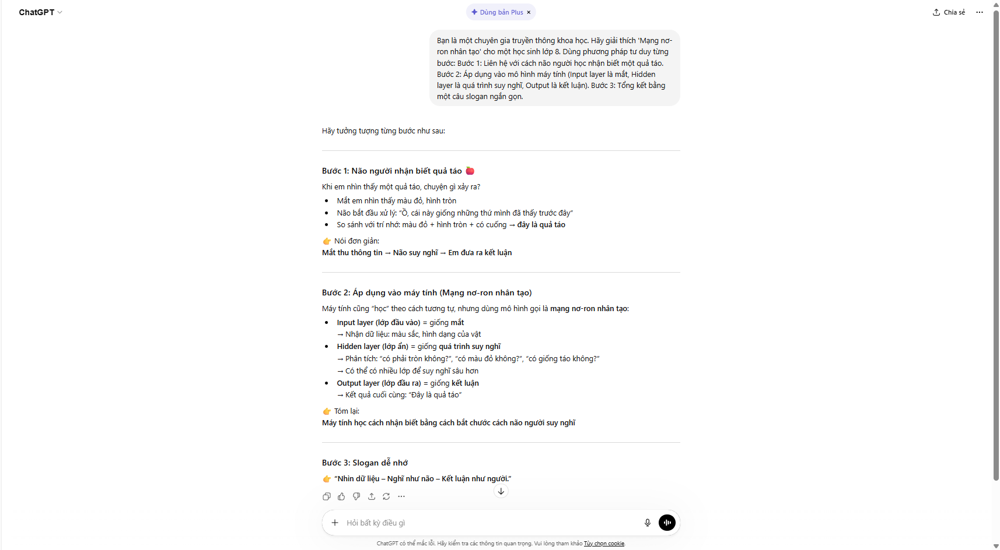 ChatGPT
Dùng bản Plus ×
Chia sẻ
Bạn là một chuyên gia truyền thông khoa học. Hãy giải thích 'Mạng nơ-
ron nhân tạo' cho một học sinh lớp 8. Dùng phương pháp tư duy từng
bước: Bước 1: Liên hệ với cách não người học nhận biết một quả táo.
Bước 2: Áp dụng vào mô hình máy tính (Input layer là mắt, Hidden
layer là quá trình suy nghĩ, Output là kết luận). Bước 3: Tổng kết bằng
một câu slogan ngắn gọn.
Hãy tưởng tượng từng bước như sau:
Bước 1: Não người nhận biết quả táo 🍎
Khi em nhìn thấy một quả táo, chuyện gì xảy ra?
• Mắt em nhìn thấy màu đỏ, hình tròn
• Não bắt đầu xử lý: “Ồ, cái này giống những thứ mình đã thấy trước đây”
• So sánh với trí nhớ: màu đỏ + hình tròn + có cuống → đây là quả táo
👉 Nói đơn giản:
Mắt thu thông tin → Não suy nghĩ → Em đưa ra kết luận
Bước 2: Áp dụng vào máy tính (Mạng nơ-ron nhân tạo)
Máy tính cũng “học” theo cách tương tự, nhưng dùng mô hình gọi là mạng nơ-ron nhân tạo:
• Input layer (lớp đầu vào) = giống mắt
→ Nhận dữ liệu: màu sắc, hình dạng của vật
• Hidden layer (lớp ẩn) = giống quá trình suy nghĩ
→ Phân tích: “có phải tròn không?”, “có màu đỏ không?”, “có giống táo không?”
→ Có thể có nhiều lớp để suy nghĩ sâu hơn
• Output layer (lớp đầu ra) = giống kết luận
→ Kết quả cuối cùng: “Đây là quả táo”
👉 Tóm lại:
Máy tính học cách nhận biết bằng cách bắt chước cách não người suy nghĩ
Bước 3: Slogan dễ nhớ
👉 “Nhìn dữ liệu – Nghĩ như não – Kết luận như người.”
Hỏi bất kỳ điều gì
ChatGPT có thể mắc lỗi. Hãy kiểm tra các thông tin quan trọng. Vui lòng tham khảo Tùy chọn cookie.